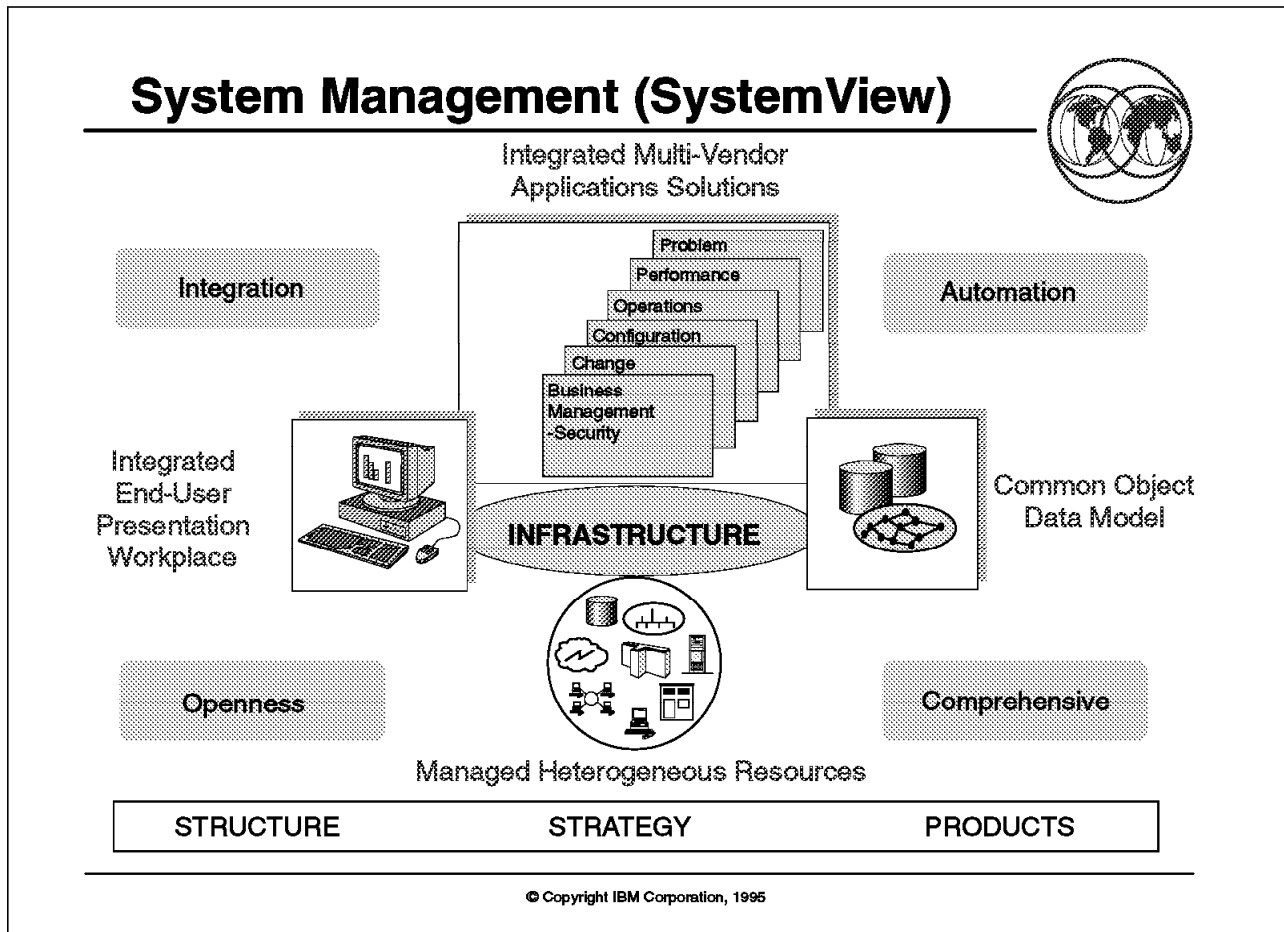 System Management (SystemView)
Integrated Multi-Vendor
Applications Solutions
Integration
Problem
Performance
Operations
Configuration
Change
Business
Management
-Security
Automation
Integrated
End-User
Presentation
Workplace
INFRASTRUCTURE
Common Object
Data Model
Openness
Comprehensive
Managed Heterogeneous Resources
STRUCTURE STRATEGY PRODUCTS
© Copyright IBM Corporation, 1995